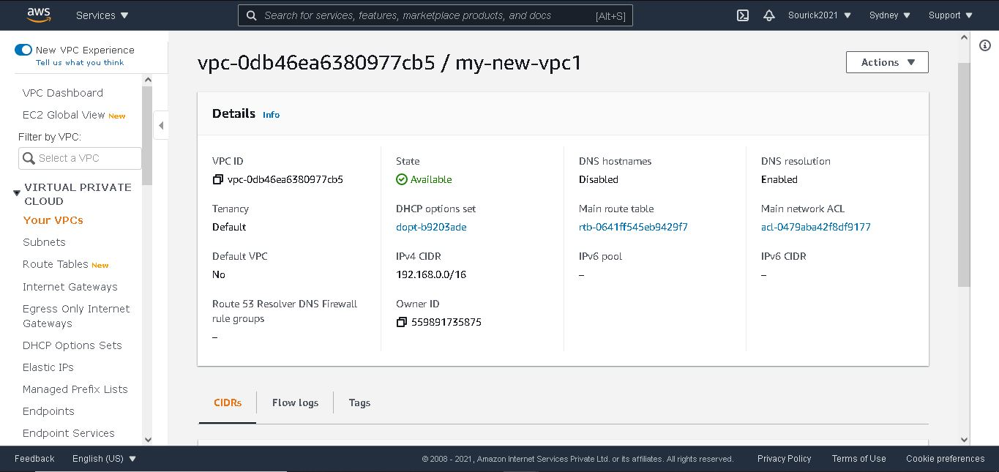 aws
Services
Search for services, features, marketplace products, and docs
[Alt+S]
Sourick2021
Sydney
Support
New VPC Experience
Tell us what you think
VPC Dashboard
EC2 Global View New
Filter by VPC:
Select a VPC
VIRTUAL PRIVATE
CLOUD
Your VPCs
Subnets
Route Tables New
Internet Gateways
Egress Only Internet
Gateways
DHCP Options Sets
Elastic IPs
Managed Prefix Lists
Endpoints
Endpoint Services
vpc-0db46ea6380977cb5 / my-new-vpc1
Actions
Details Info
VPC ID
vpc-0db46ea6380977cb5
State
Available
DNS hostnames
Disabled
DNS resolution
Enabled
Tenancy
Default
DHCP options set
dopt-b9203ade
Main route table
rtb-0641ff545eb9429f7
Main network ACL
acl-0479aba42f8df9177
Default VPC
No
IPv4 CIDR
192.168.0.0/16
IPv6 pool
–
IPv6 CIDR
–
Route 53 Resolver DNS Firewall
rule groups
–
Owner ID
559891735875
CIDRs
Flow logs
Tags
Feedback
English (US)
© 2008 - 2021, Amazon Internet Services Private Ltd. or its affiliates. All rights reserved.
Privacy Policy
Terms of Use
Cookie preferences